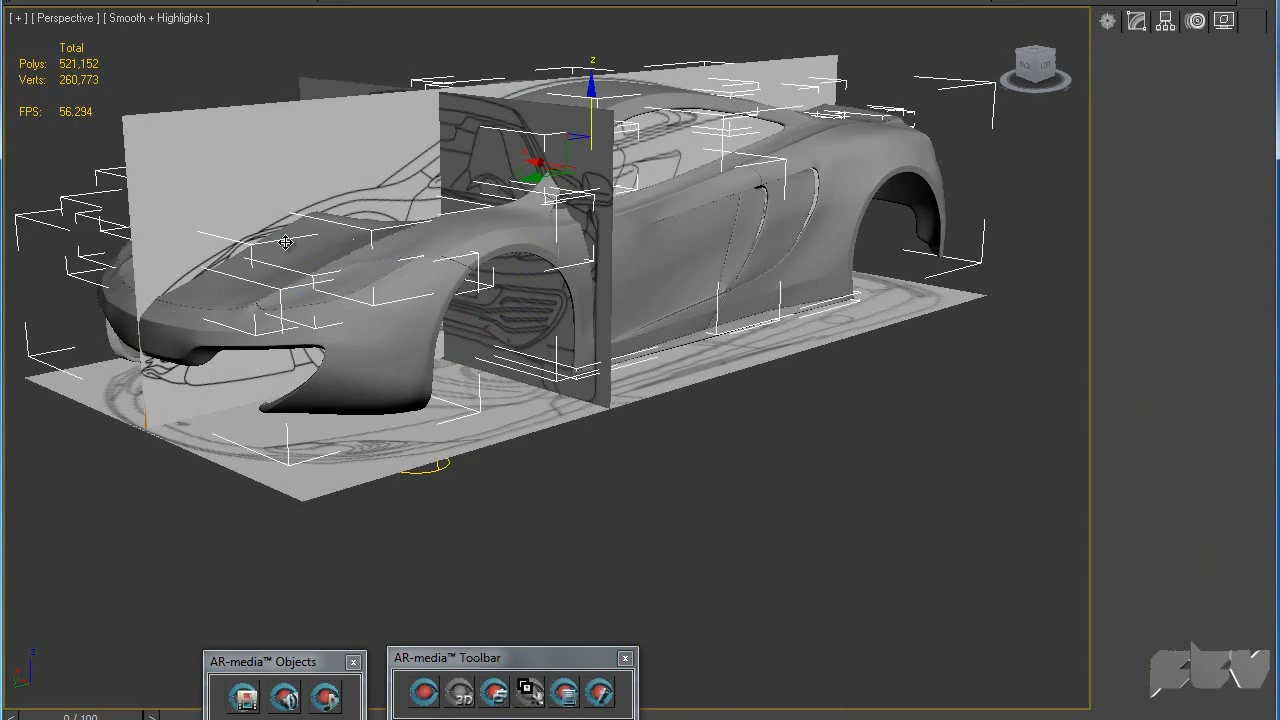 [ + ] [ Perspective ] [ Smooth + Highlights ]
Total
Polys: 521,152
Verts: 260,773
FPS: 56.294
z
z
AR-media™ Objects
x
AR-media™ Toolbar
x
3D
0 / 100
>